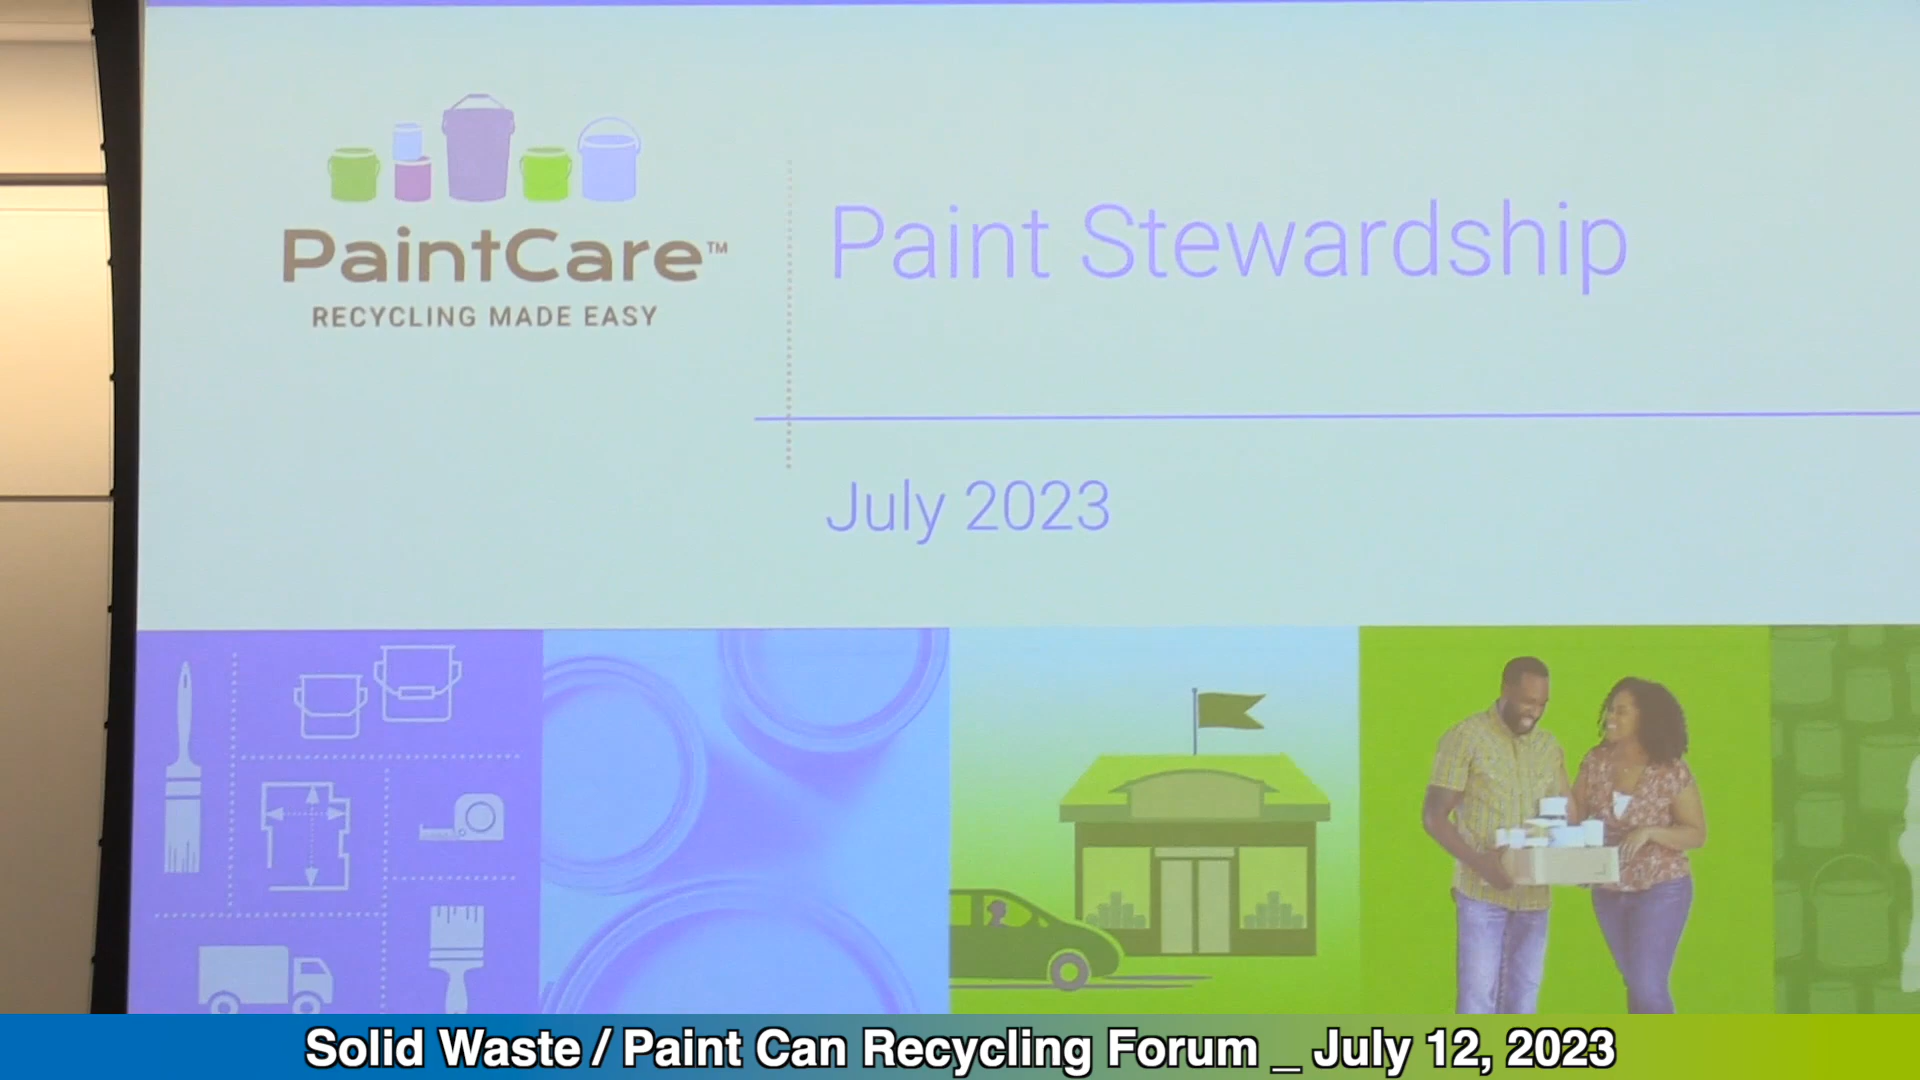 PaintCare™
RECYCLING MADE EASY
Paint Stewardship
July 2023
Solid Waste / Paint Can Recycling Forum _ July 12, 2023